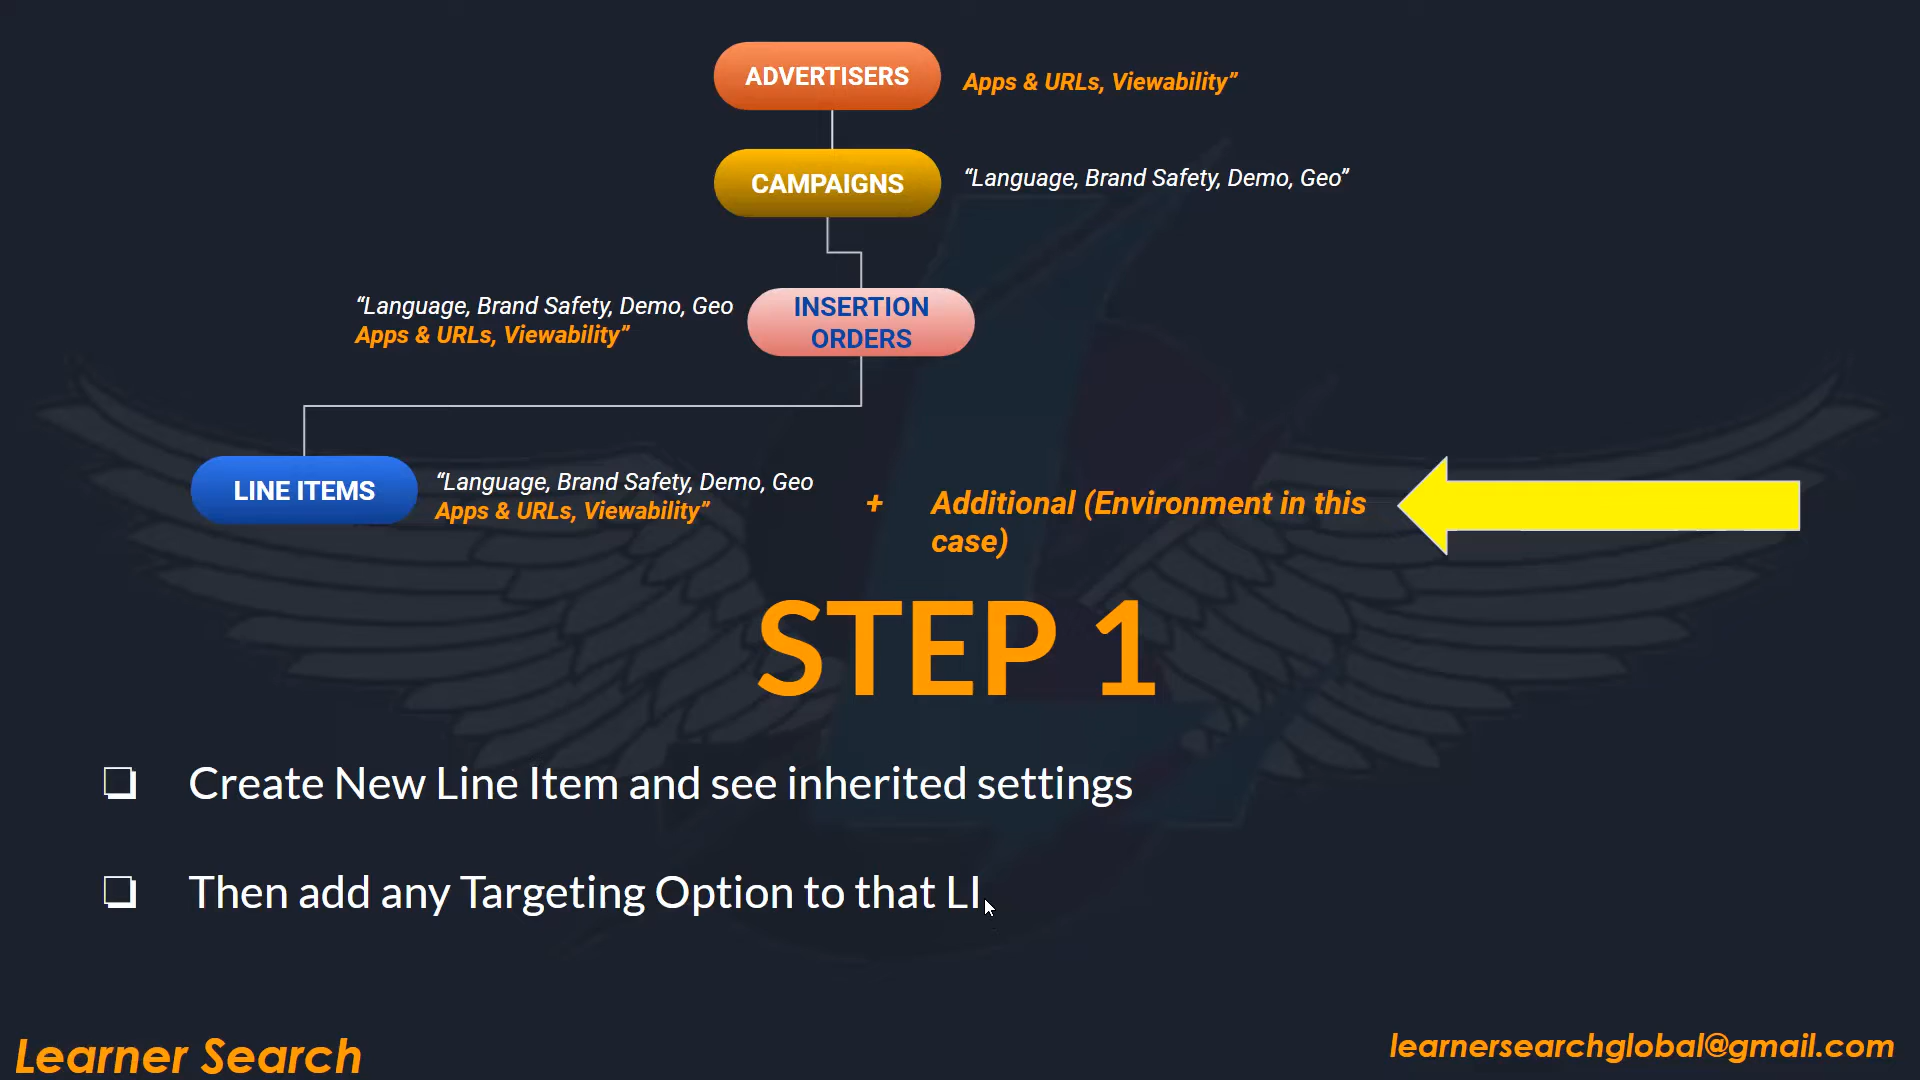 ADVERTISERS
Apps & URLs, Viewability”
CAMPAIGNS
“Language, Brand Safety, Demo, Geo”
“Language, Brand Safety, Demo, Geo
Apps & URLs, Viewability”
INSERTION
ORDERS
LINE ITEMS
“Language, Brand Safety, Demo, Geo
Apps & URLs, Viewability”
+
Additional (Environment in this
case)
STEP 1
❏ Create New Line Item and see inherited settings
❏ Then add any Targeting Option to that LI.
Learner Search
learnersearchglobal@gmail.com